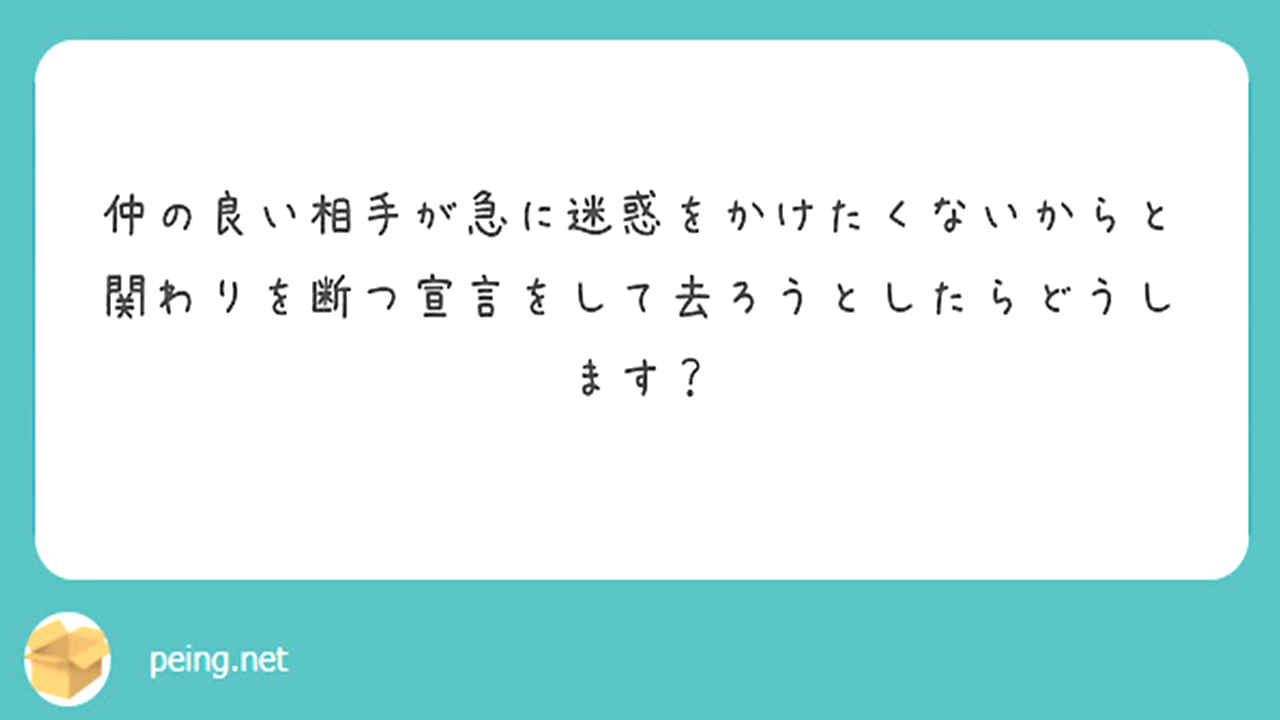 仲の良い相手が急に迷惑をかけたくないからと
関わりを断つ宣言をして去ろうとしたらどうし
ます？
peing.net